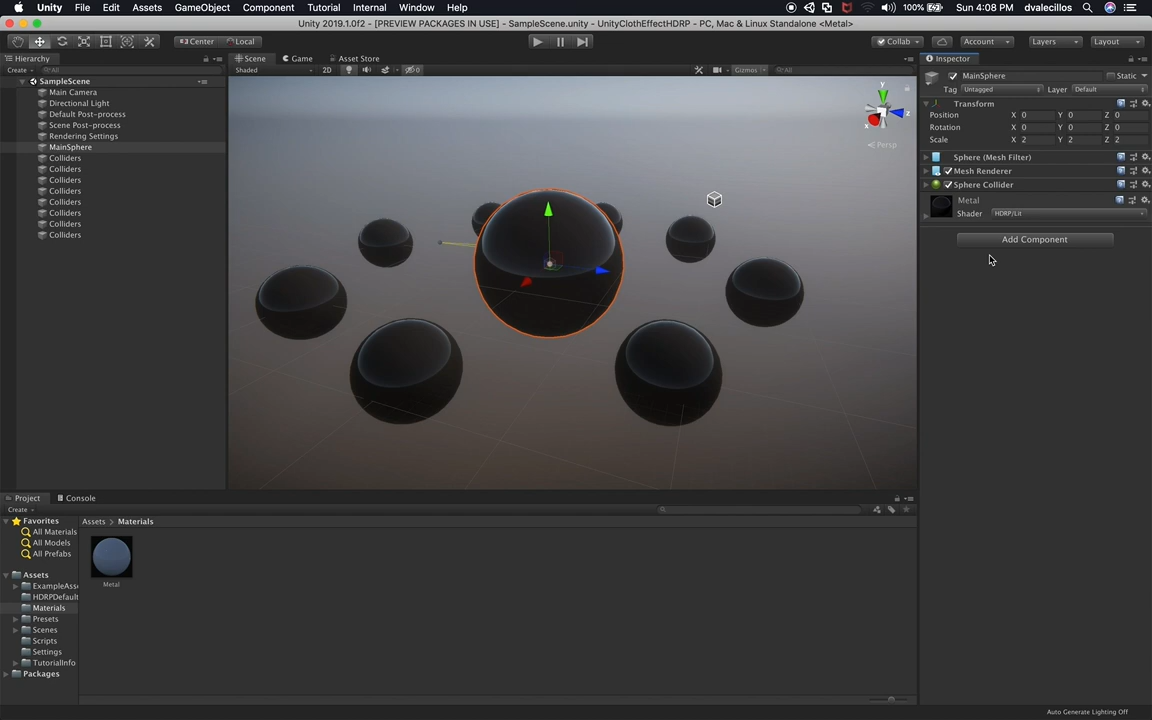 Unity File Edit Assets GameObject Component Tutorial Internal Window Help 100% Sun 4:08 PM dvalecillos
Unity 2019.1.0f2 - [PREVIEW PACKAGES IN USE] - SampleScene.unity - UnityClothEffectHDRP - PC, Mac & Linux Standalone <Metal>
Center Local Collab Account Layers Layout
Hierarchy
Create All
SampleScene
Main Camera
Directional Light
Default Post-process
Scene Post-process
Rendering Settings
MainSphere
Colliders
Colliders
Colliders
Colliders
Colliders
Colliders
Colliders
Colliders
Scene Game Asset Store
Shaded 2D 0 Gizmos All
y
x
z
Persp
Inspector
MainSphere Static
Tag Untagged Layer Default
Transform
Position X 0 Y 0 Z 0
Rotation X 0 Y 0 Z 0
Scale X 2 Y 2 Z 2
Sphere (Mesh Filter)
Mesh Renderer
Sphere Collider
Metal
Shader HDRP/Lit
Add Component
Project Console
Create
Favorites
All Materials
All Models
All Prefabs
Assets
ExampleAsse
HDRPDefault
Materials
Presets
Scenes
Scripts
Settings
TutorialInfo
Packages
Assets > Materials
Metal
Auto Generate Lighting Off